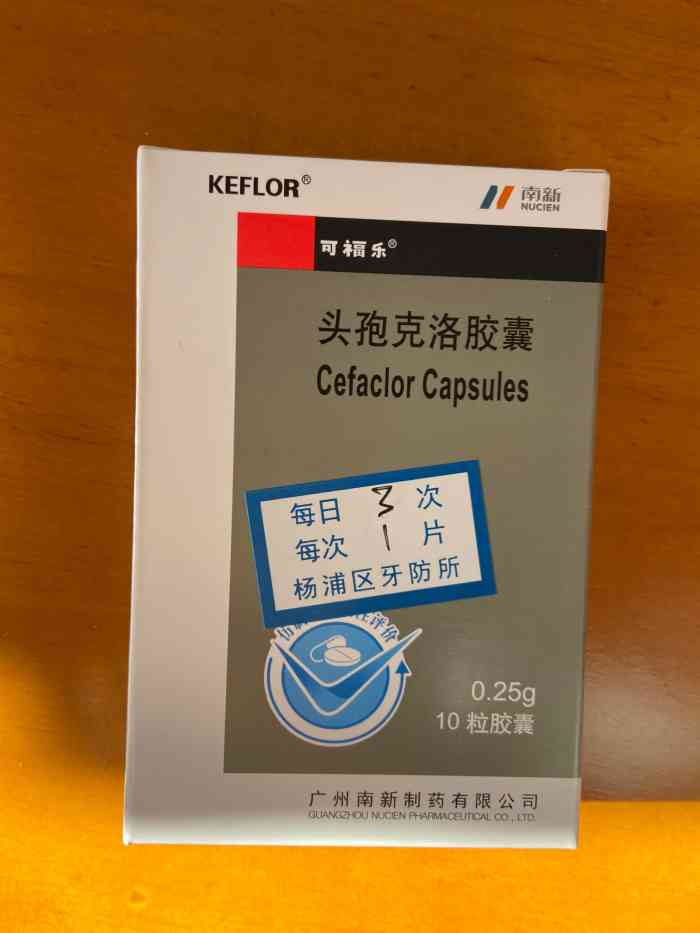 KEFLOR®
南新
NUCIEN
可福乐®
头孢克洛胶囊
Cefaclor Capsules
每日 3 次
每次 1 片
杨浦区牙防所
评价
0.25g
10 粒胶囊
广州南新制药有限公司
GUANGZHOU NUCIEN PHARMACEUTICAL CO., LTD.